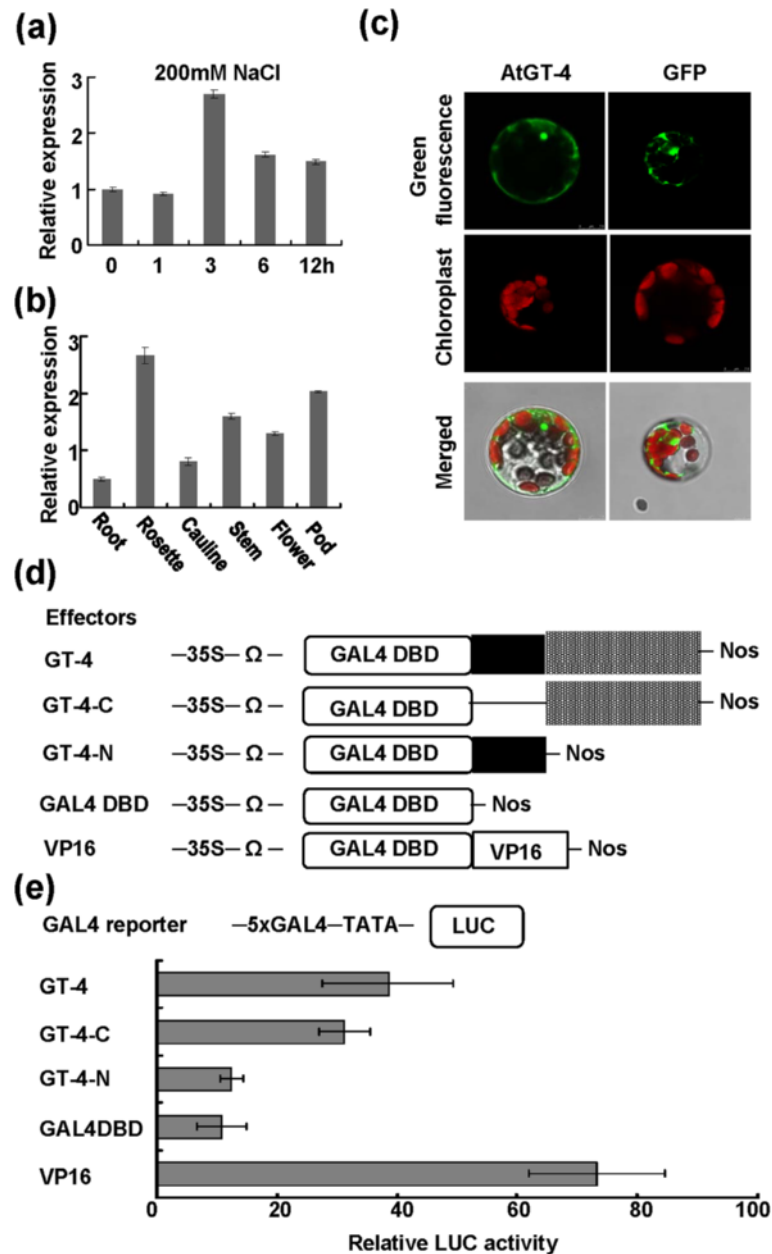 (a)
200mM NaCl
Relative expression
3
2
1
0
0 1 3 6 12h
(b)
Relative expression
3
2
1
0
Root Rosette Cauline Stem Flower Pod
(c)
AtGT-4 GFP
Green
fluorescence
Chloroplast
Merged
(d)
Effectors
GT-4 –35S– Ω – GAL4 DBD – Nos
GT-4-C –35S– Ω – GAL4 DBD – Nos
GT-4-N –35S– Ω – GAL4 DBD – Nos
GAL4 DBD –35S– Ω – GAL4 DBD – Nos
VP16 –35S– Ω – GAL4 DBD VP16 – Nos
(e)
GAL4 reporter –5xGAL4–TATA– LUC
GT-4
GT-4-C
GT-4-N
GAL4DBD
VP16
0 20 40 60 80 100
Relative LUC activity